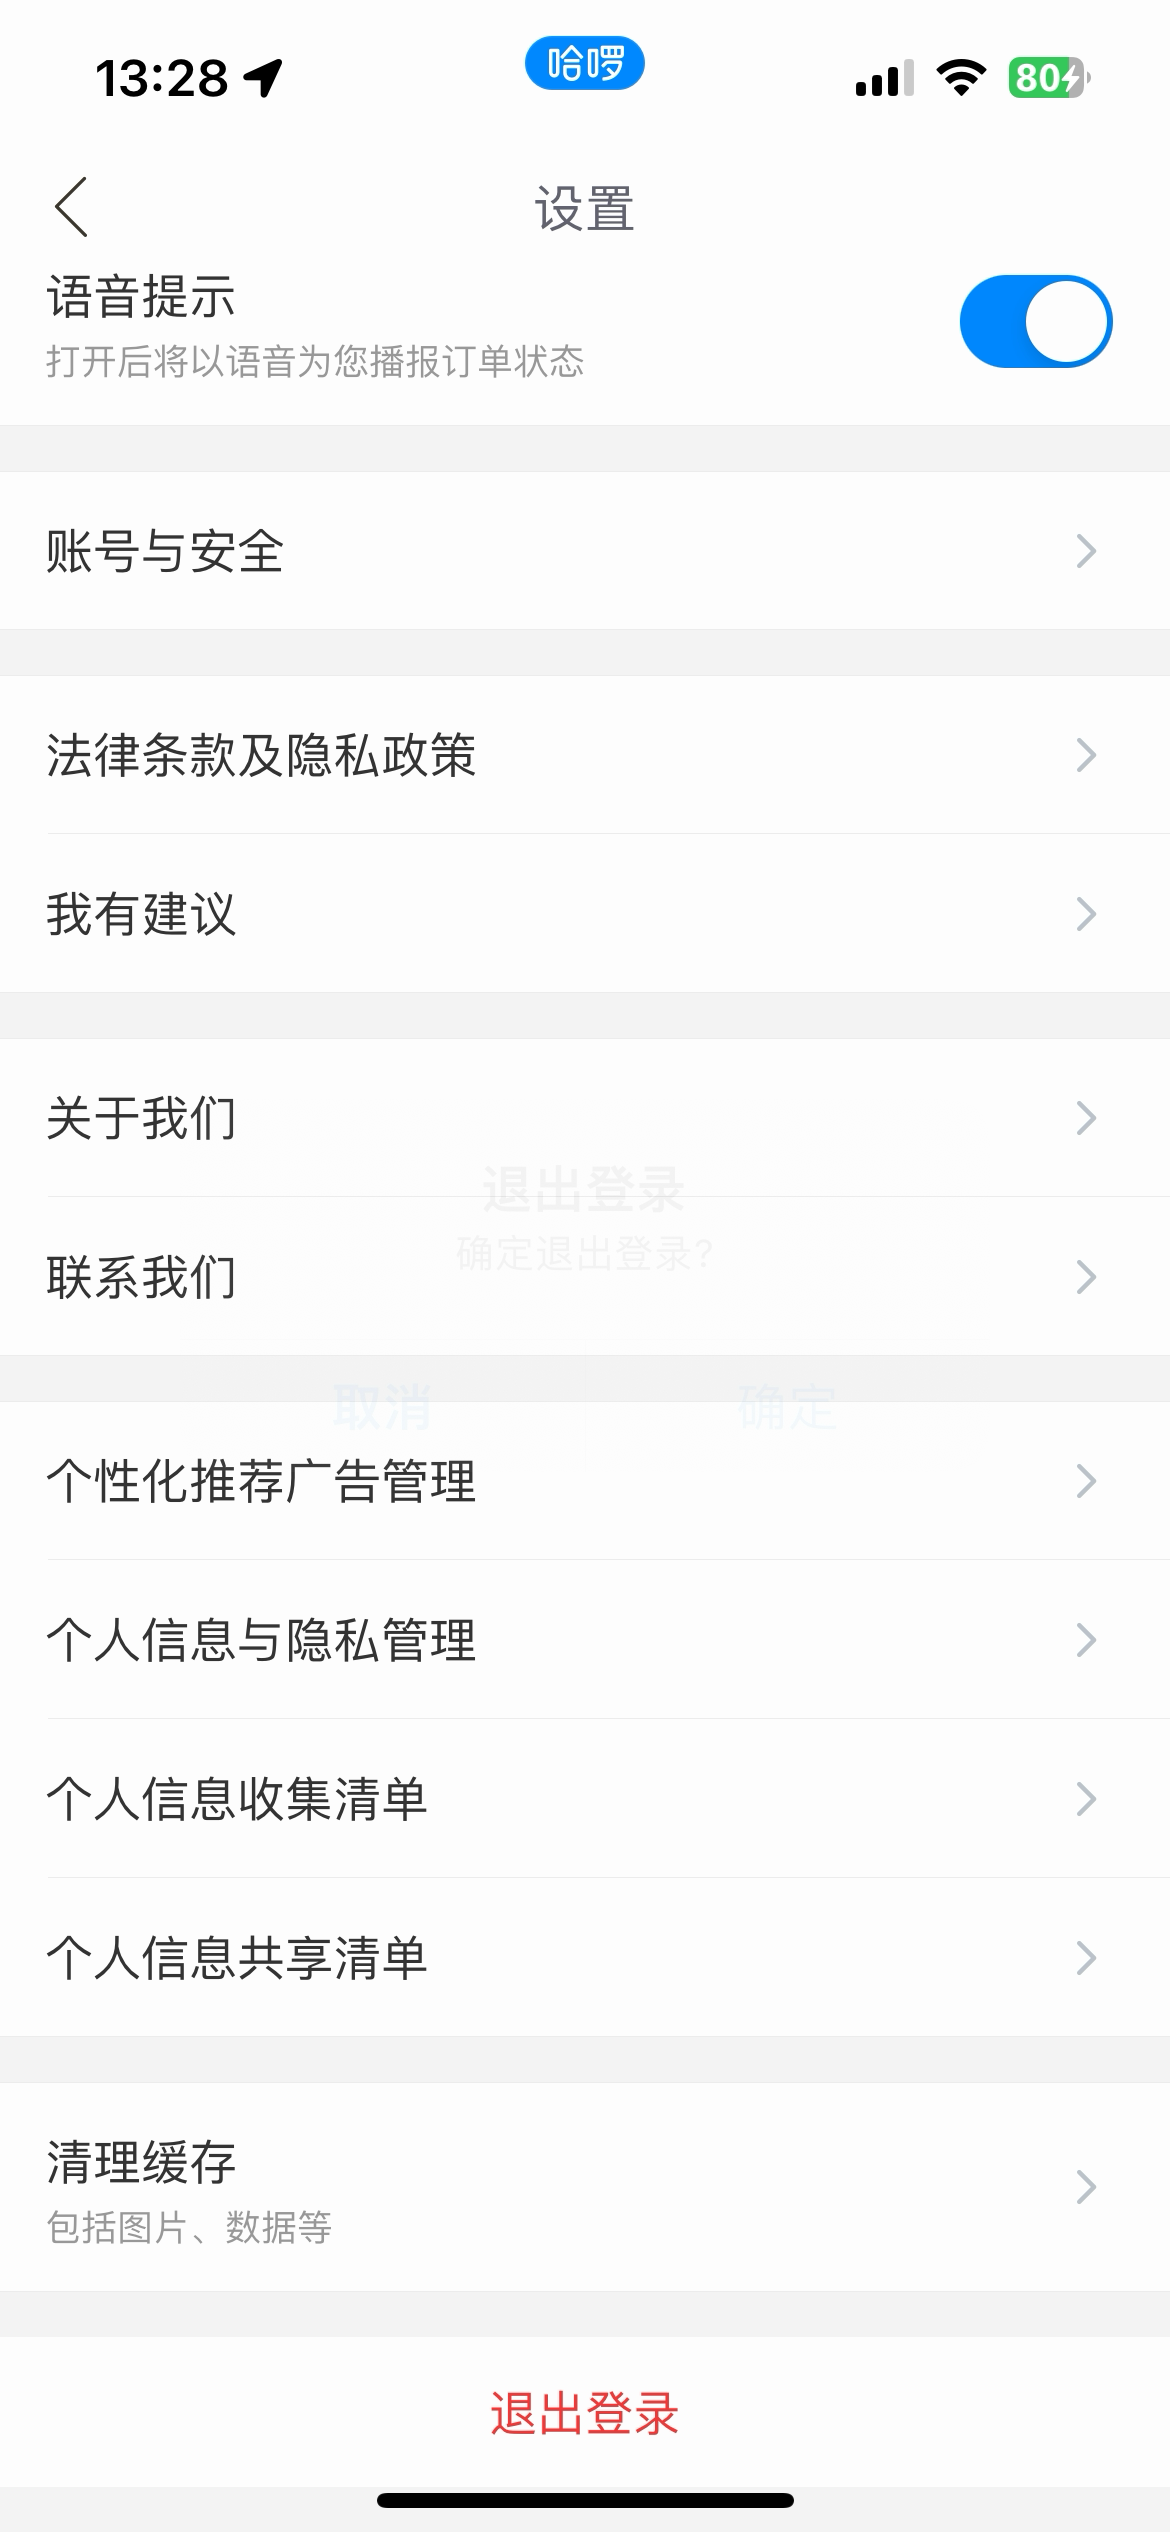 13:28
哈啰
80
设置
语音提示
打开后将以语音为您播报订单状态
账号与安全
法律条款及隐私政策
我有建议
关于我们
退出登录
确定退出登录?
联系我们
取消
确定
个性化推荐广告管理
个人信息与隐私管理
个人信息收集清单
个人信息共享清单
清理缓存
包括图片、数据等
退出登录